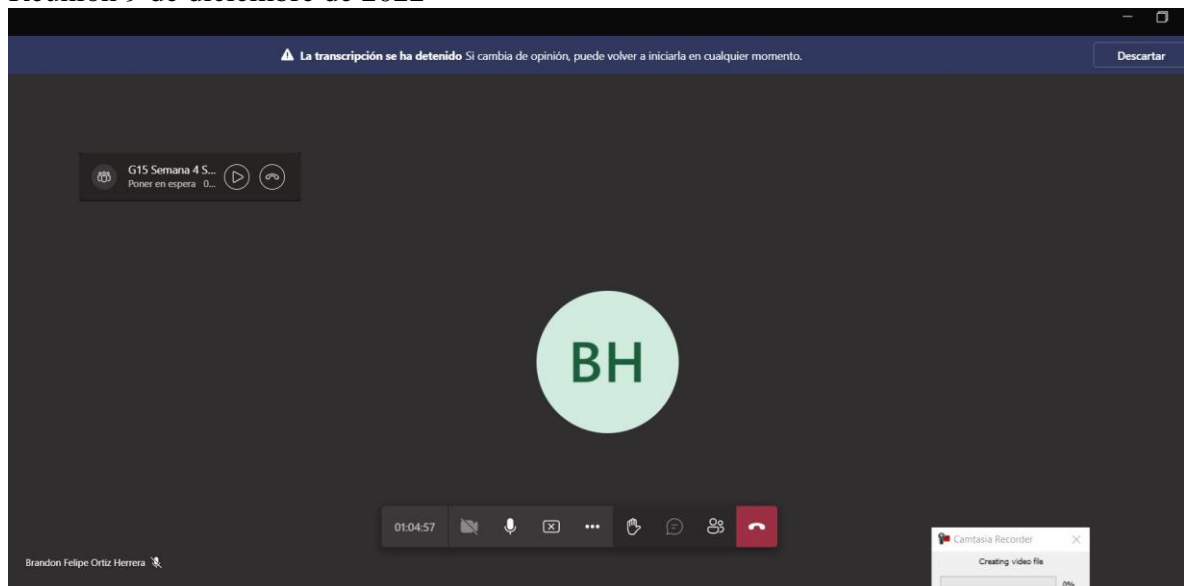 Reunión 9 de diciembre de 2022
La transcripción se ha detenido Si cambia de opinión, puede volver a iniciarla en cualquier momento.
Descartar
G15 Semana 4 S...
Poner en espera 0...
BH
01:04:57
Brandon Felipe Ortiz Herrera
Camtasia Recorder
Creating video file
0%